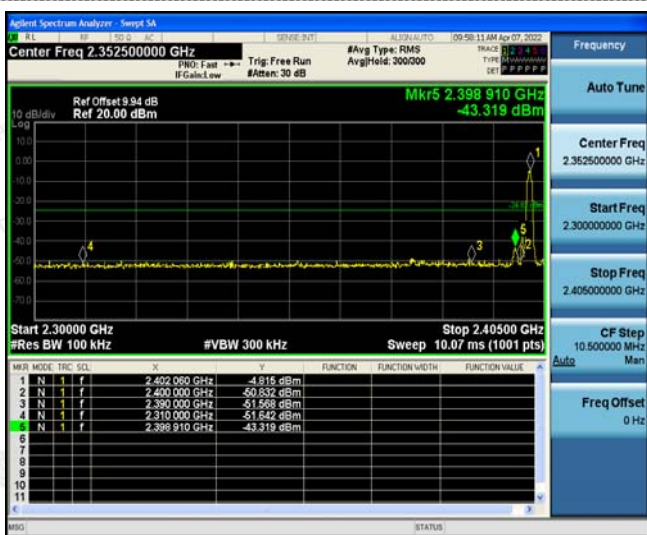 Agilent Spectrum Analyzer - Swept SA
RL RF 50 Ω AC SENSE:INT ALIGN AUTO 09:58:11 AM Apr 07, 2022
Center Freq 2.352500000 GHz
PNO: Fast
IFGain:Low
Trig: Free Run
#Atten: 30 dB
#Avg Type: RMS
Avg|Hold: 300/300
TRACE 1 2 3 4 5 6
TYPE M W W W W W
DET P P P P P P
Ref Offset 9.94 dB
10 dB/div Ref 20.00 dBm
Log
Mkr5 2.398 910 GHz
-43.319 dBm
10.0
0.00
-10.0
-20.0
-30.0
-40.0
-50.0
-60.0
-70.0
1
5
4
3
2
Start 2.30000 GHz Stop 2.40500 GHz
#Res BW 100 kHz #VBW 300 kHz Sweep 10.07 ms (1001 pts)
MKR MODE TRC SCL X Y FUNCTION FUNCTION WIDTH FUNCTION VALUE
1 N 1 f 2.402 060 GHz -4.815 dBm
2 N 1 f 2.400 000 GHz -50.832 dBm
3 N 1 f 2.390 000 GHz -51.568 dBm
4 N 1 f 2.310 000 GHz -51.642 dBm
5 N 1 f 2.398 910 GHz -43.319 dBm
6
7
8
9
10
11
MSG STATUS
Frequency
Auto Tune
Center Freq
2.352500000 GHz
Start Freq
2.300000000 GHz
Stop Freq
2.405000000 GHz
CF Step
10.500000 MHz
Auto Man
Freq Offset
0 Hz